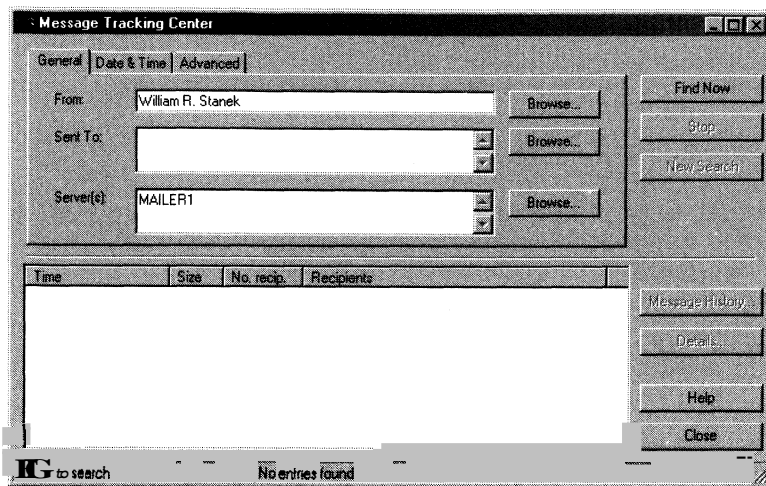 Message Tracking Center
General Date & Time Advanced
From: William R. Stanek Browse...
Find Now
Sent To: Browse...
Stop
New Search
Server(s): MAILER1 Browse...
Time Size No. recip. Recipients
Message History...
Details...
Help
Close
to search No entries found